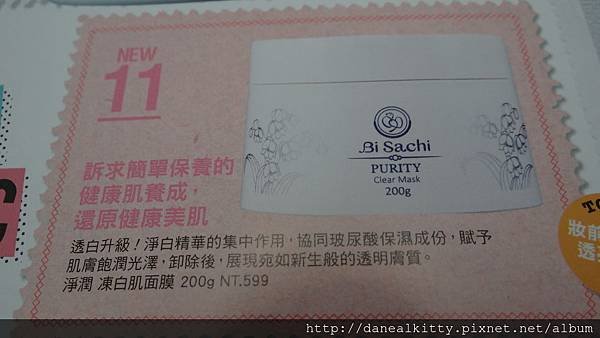 NEW
11
Bi Sachi
PURITY
Clear Mask
200g
訴求簡單保養的
健康肌養成，
還原健康美肌
透白升級！淨白精華的集中作用，協同玻尿酸保濕成份，賦予
肌膚飽潤光澤，卸除後，展現宛如新生般的透明膚質。
淨潤 凍白肌面膜 200g NT.599
妝前
http://danealkitty.pixnet.net/album